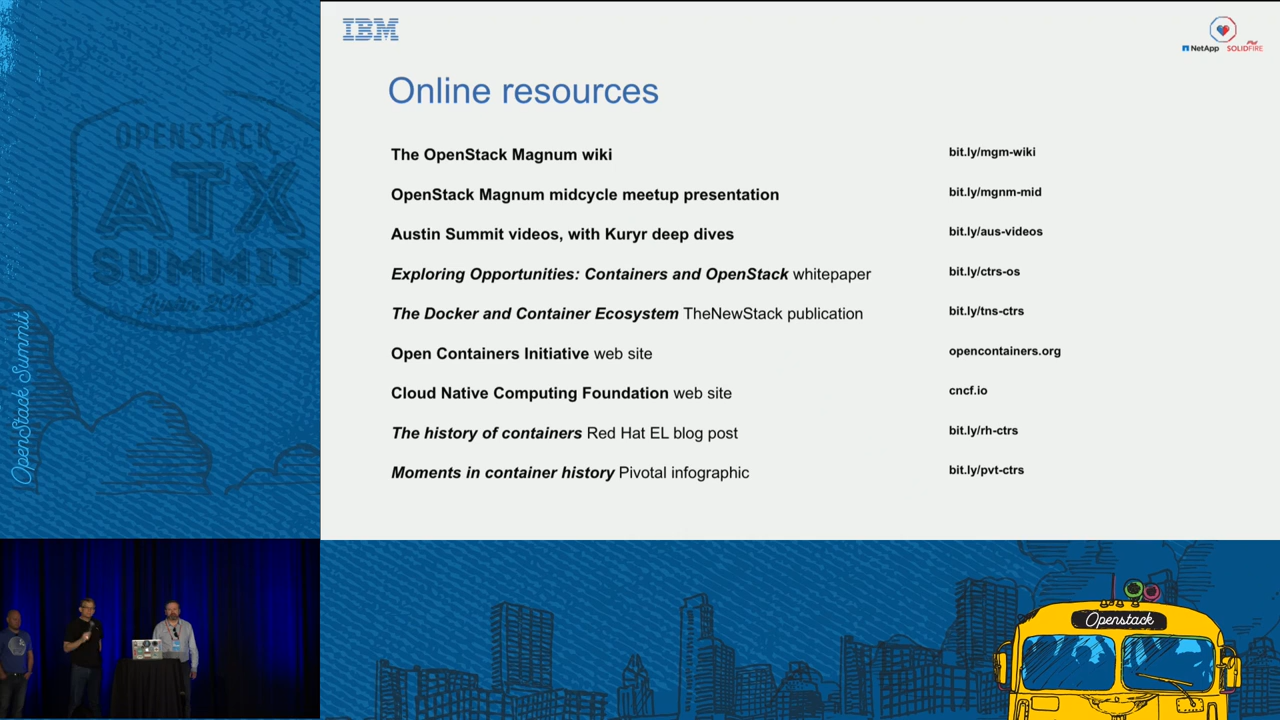 OPENSTACK
ATX
SUMMIT
Austin 2016
OpenStack Summit
IBM
NetApp SOLIDFIRE
Online resources
The OpenStack Magnum wiki bit.ly/mgm-wiki
OpenStack Magnum midcycle meetup presentation bit.ly/mgnm-mid
Austin Summit videos, with Kuryr deep dives bit.ly/aus-videos
Exploring Opportunities: Containers and OpenStack whitepaper bit.ly/ctrs-os
The Docker and Container Ecosystem TheNewStack publication bit.ly/tns-ctrs
Open Containers Initiative web site opencontainers.org
Cloud Native Computing Foundation web site cncf.io
The history of containers Red Hat EL blog post bit.ly/rh-ctrs
Moments in container history Pivotal infographic bit.ly/pvt-ctrs
Openstack